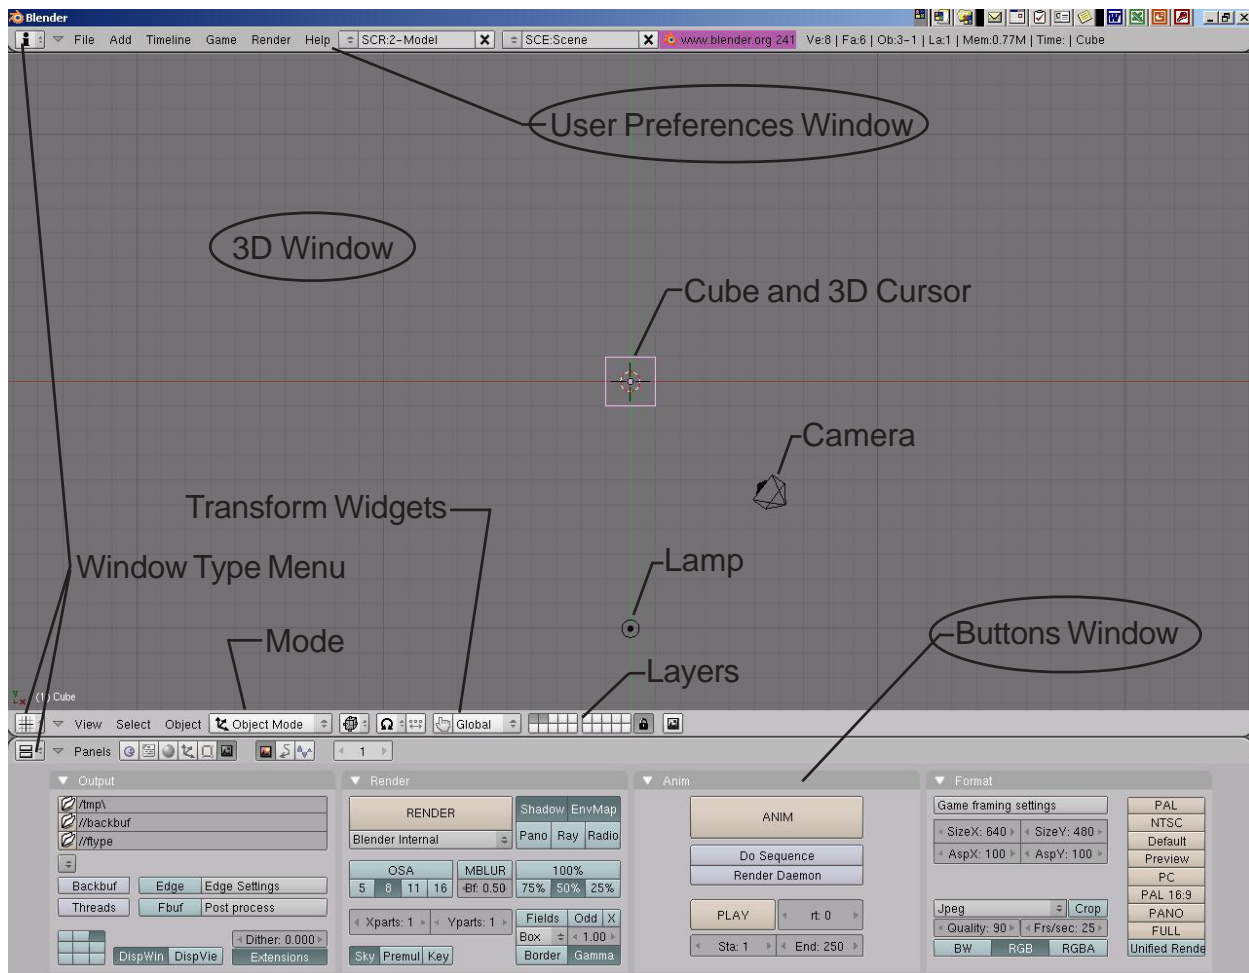 Blender
File Add Timeline Game Render Help SCR:2-Model X SCE:Scene X www.blender.org 241 Ve:8 | Fa:6 | Ob:3-1 | La:1 | Mem:0.77M | Time: | Cube
User Preferences Window
3D Window
Cube and 3D Cursor
Camera
Transform Widgets
Window Type Menu
Lamp
Mode
Buttons Window
Layers
(1) Cube
View Select Object Object Mode Global
Panels 1
Output Render Anim Format
/tmp\
//backbuf
//ftype
Backbuf Edge Edge Settings
Threads Fbuf Post process
Dither: 0.000
DispWin DispVie Extensions
RENDER Shadow EnvMap
Blender Internal Pano Ray Radio
OSA MBLUR 100%
5 8 11 16 Bf: 0.50 75% 50% 25%
Xparts: 1 Yparts: 1 Fields Odd X
Box 1.00
Sky Premul Key Border Gamma
ANIM
Do Sequence
Render Daemon
PLAY rt: 0
Sta: 1 End: 250
Game framing settings
SizeX: 640 SizeY: 480
AspX: 100 AspY: 100
Jpeg Crop
Quality: 90 Frs/sec: 25
BW RGB RGBA
PAL
NTSC
Default
Preview
PC
PAL 16:9
PANO
FULL
Unified Rende